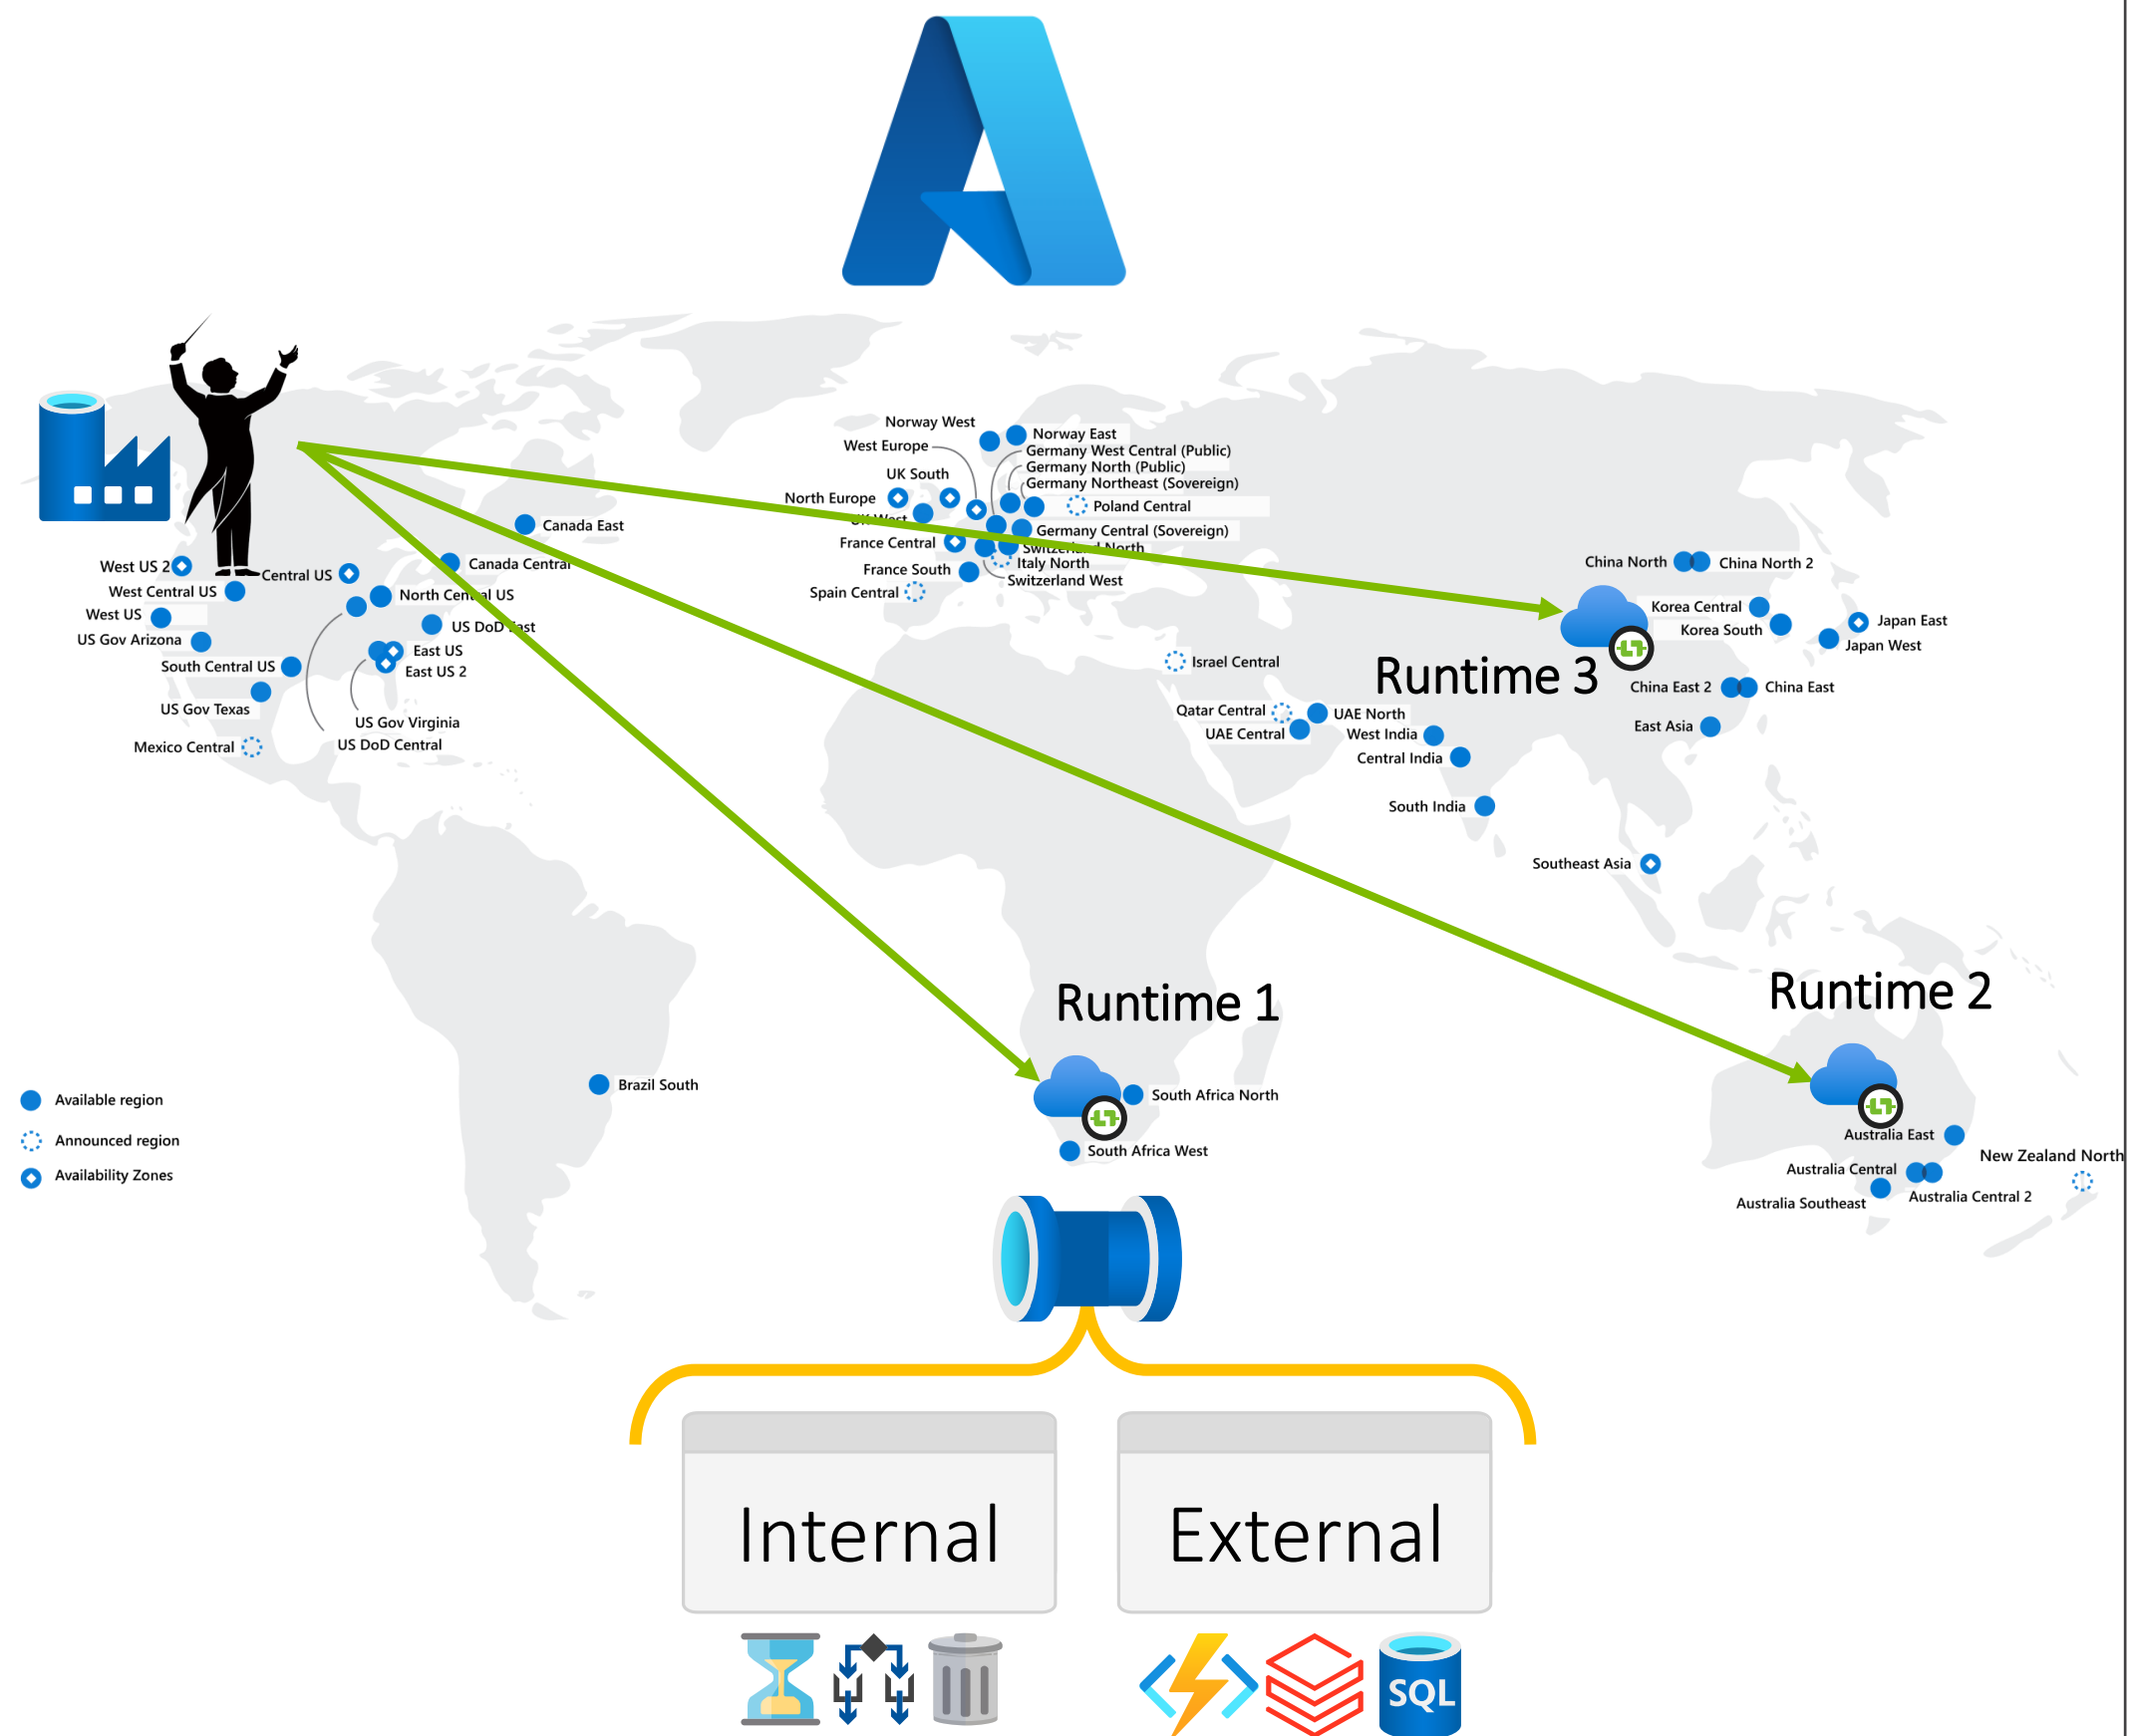 Norway West
Norway East
West Europe
Germany West Central (Public)
Germany North (Public)
UK South
Germany Northeast (Sovereign)
North Europe
Poland Central
UK West
Canada East
Germany Central (Sovereign)
France Central
Switzerland North
Italy North
China North
China North 2
West US 2
Central US
Canada Central
France South
Switzerland West
West Central US
North Central US
Spain Central
Korea Central
West US
US DoD East
Korea South
Japan East
US Gov Arizona
East US
Japan West
South Central US
East US 2
Israel Central
Runtime 3
China East 2
China East
US Gov Texas
US Gov Virginia
Qatar Central
UAE North
Mexico Central
US DoD Central
UAE Central
West India
East Asia
Central India
South India
Southeast Asia
Runtime 1
Runtime 2
Brazil South
South Africa North
Available region
Australia East
Announced region
South Africa West
New Zealand North
Availability Zones
Australia Central
Australia Central 2
Australia Southeast
Internal
External
SQL